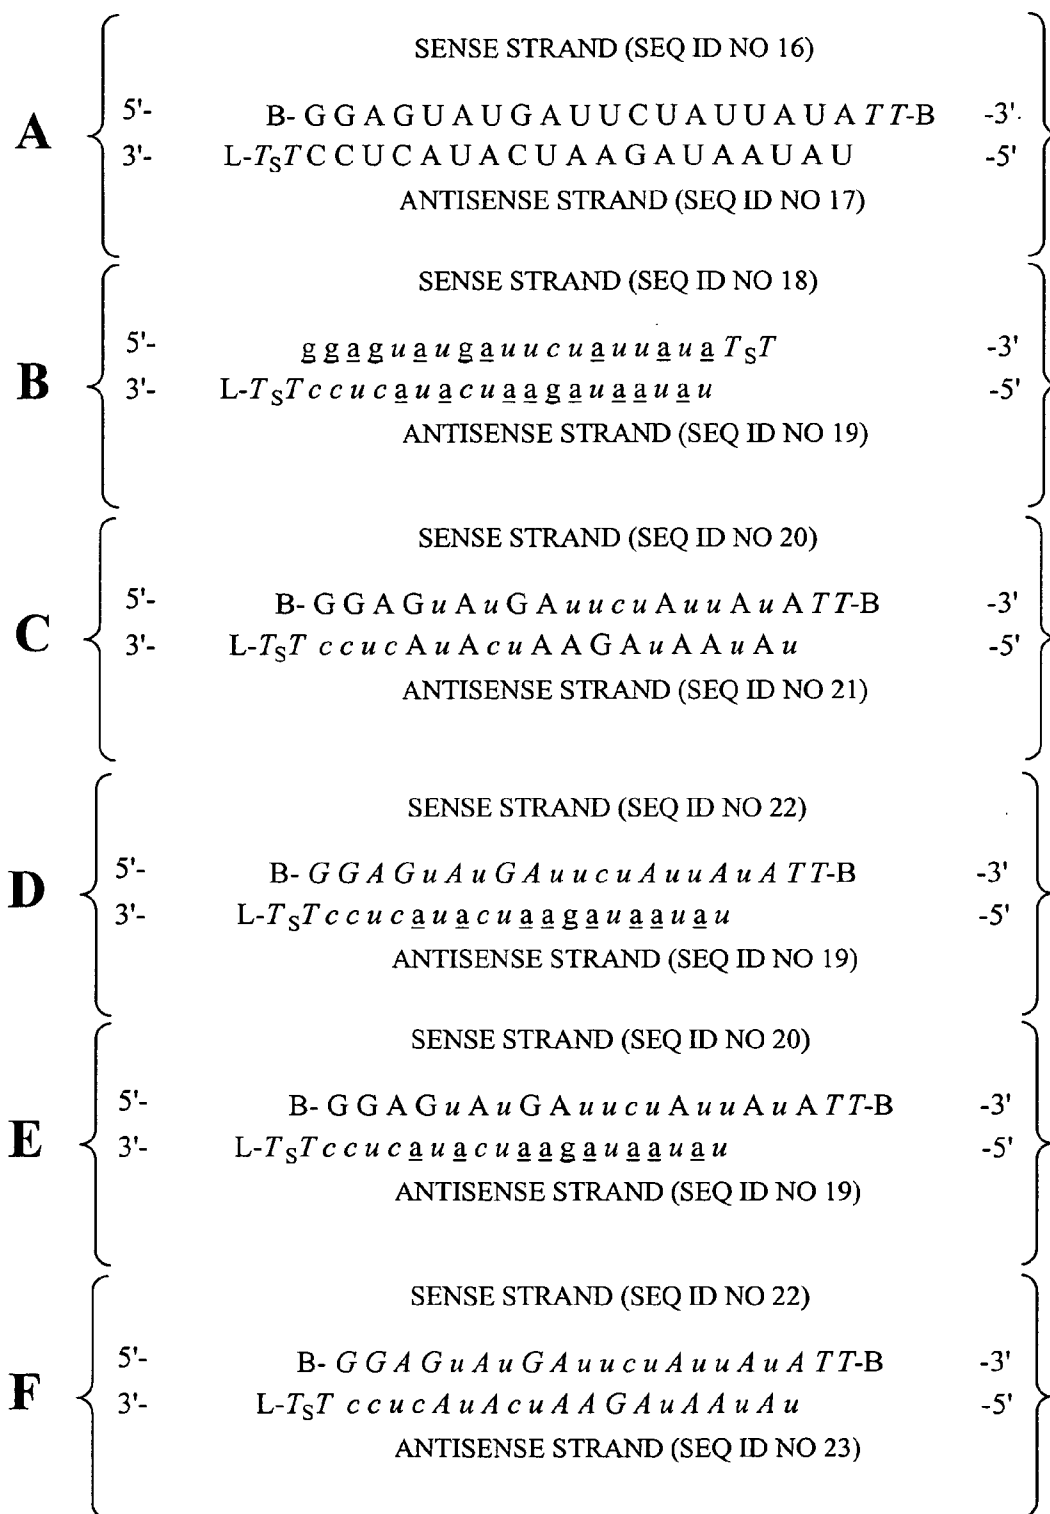 A
SENSE STRAND (SEQ ID NO 16)
5'- B- G G A G U A U G A U U C U A U U A U A T T-B -3'
3'- L-TSTC C U C A U A C U A A G A U A A U A U -5'
ANTISENSE STRAND (SEQ ID NO 17)
B
SENSE STRAND (SEQ ID NO 18)
5'- g g a g u a u g a u u c u a u u a u a TST -3'
3'- L-TSTc c u c a u a c u a a g a u a a u a u -5'
ANTISENSE STRAND (SEQ ID NO 19)
C
SENSE STRAND (SEQ ID NO 20)
5'- B- G G A G u A u G A u u c u A u u A u A T T-B -3'
3'- L-TST c c u c A u A c u A A G A u A A u A u -5'
ANTISENSE STRAND (SEQ ID NO 21)
D
SENSE STRAND (SEQ ID NO 22)
5'- B- G G A G u A u G A u u c u A u u A u A T T-B -3'
3'- L-TSTc c u c a u a c u a a g a u a a u a u -5'
ANTISENSE STRAND (SEQ ID NO 19)
E
SENSE STRAND (SEQ ID NO 20)
5'- B- G G A G u A u G A u u c u A u u A u A T T-B -3'
3'- L-TSTc c u c a u a c u a a g a u a a u a u -5'
ANTISENSE STRAND (SEQ ID NO 19)
F
SENSE STRAND (SEQ ID NO 22)
5'- B- G G A G u A u G A u u c u A u u A u A T T-B -3'
3'- L-TST c c u c A u A c u A A G A u A A u A u -5'
ANTISENSE STRAND (SEQ ID NO 23)